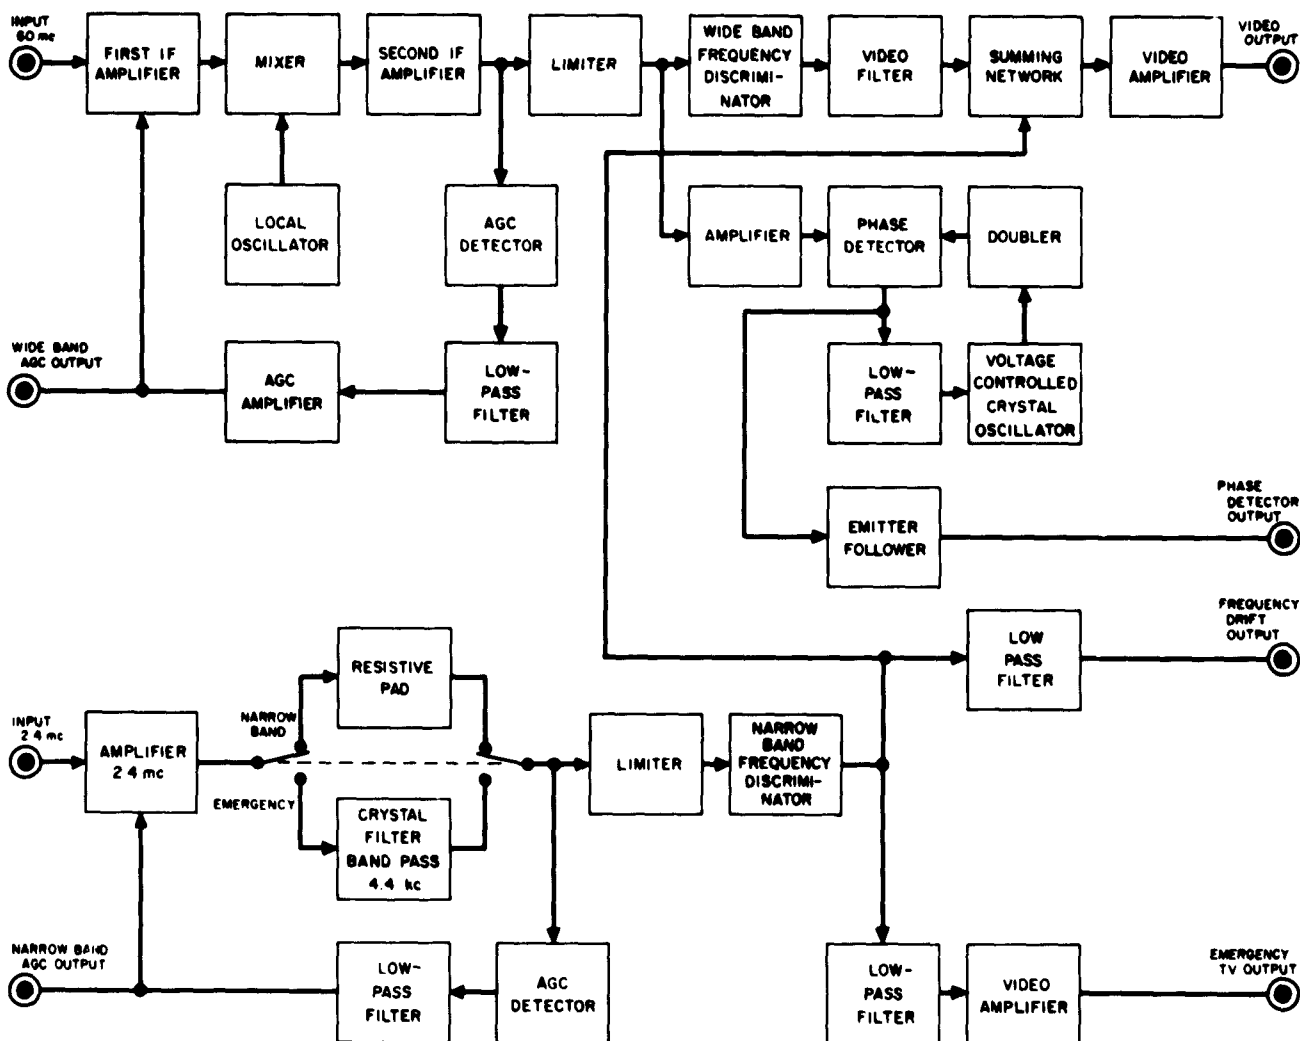 INPUT
60 mc
FIRST IF
AMPLIFIER
MIXER
SECOND IF
AMPLIFIER
LIMITER
WIDE BAND
FREQUENCY
DISCRIMI-
NATOR
VIDEO
FILTER
SUMMING
NETWORK
VIDEO
AMPLIFIER
VIDEO
OUTPUT
LOCAL
OSCILLATOR
AGC
DETECTOR
AMPLIFIER
PHASE
DETECTOR
DOUBLER
WIDE BAND
AGC OUTPUT
AGC
AMPLIFIER
LOW-
PASS
FILTER
LOW-
PASS
FILTER
VOLTAGE
CONTROLLED
CRYSTAL
OSCILLATOR
EMITTER
FOLLOWER
PHASE
DETECTOR
OUTPUT
RESISTIVE
PAD
LOW
PASS
FILTER
FREQUENCY
DRIFT
OUTPUT
INPUT
2 4 mc
AMPLIFIER
2 4 mc
NARROW
BAND
EMERGENCY
CRYSTAL
FILTER
BAND PASS
4.4 kc
LIMITER
NARROW
BAND
FREQUENCY
DISCRIMI-
NATOR
NARROW BAND
AGC OUTPUT
LOW-
PASS
FILTER
AGC
DETECTOR
LOW-
PASS
FILTER
VIDEO
AMPLIFIER
EMERGENCY
TV OUTPUT